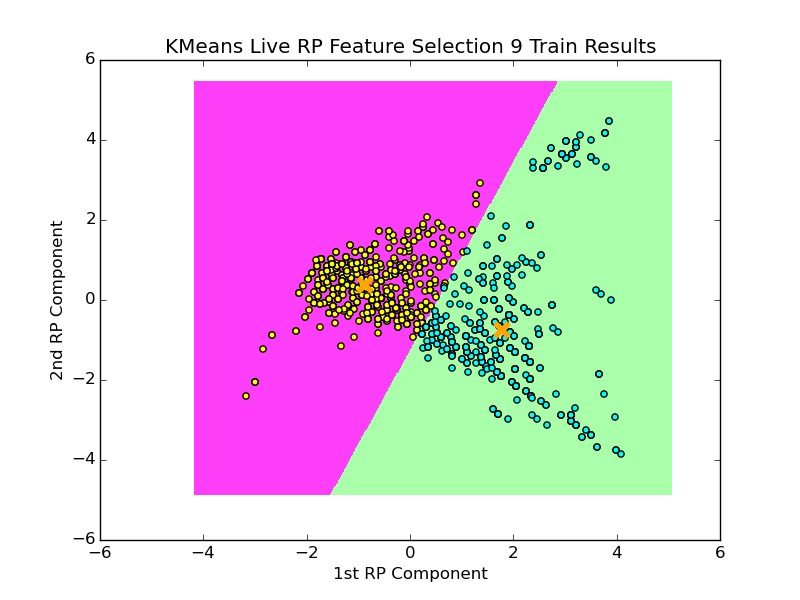 KMeans Live RP Feature Selection 9 Train Results
6
4
2
0
−2
−4
−6
2nd RP Component
−6 −4 −2 0 2 4 6
1st RP Component